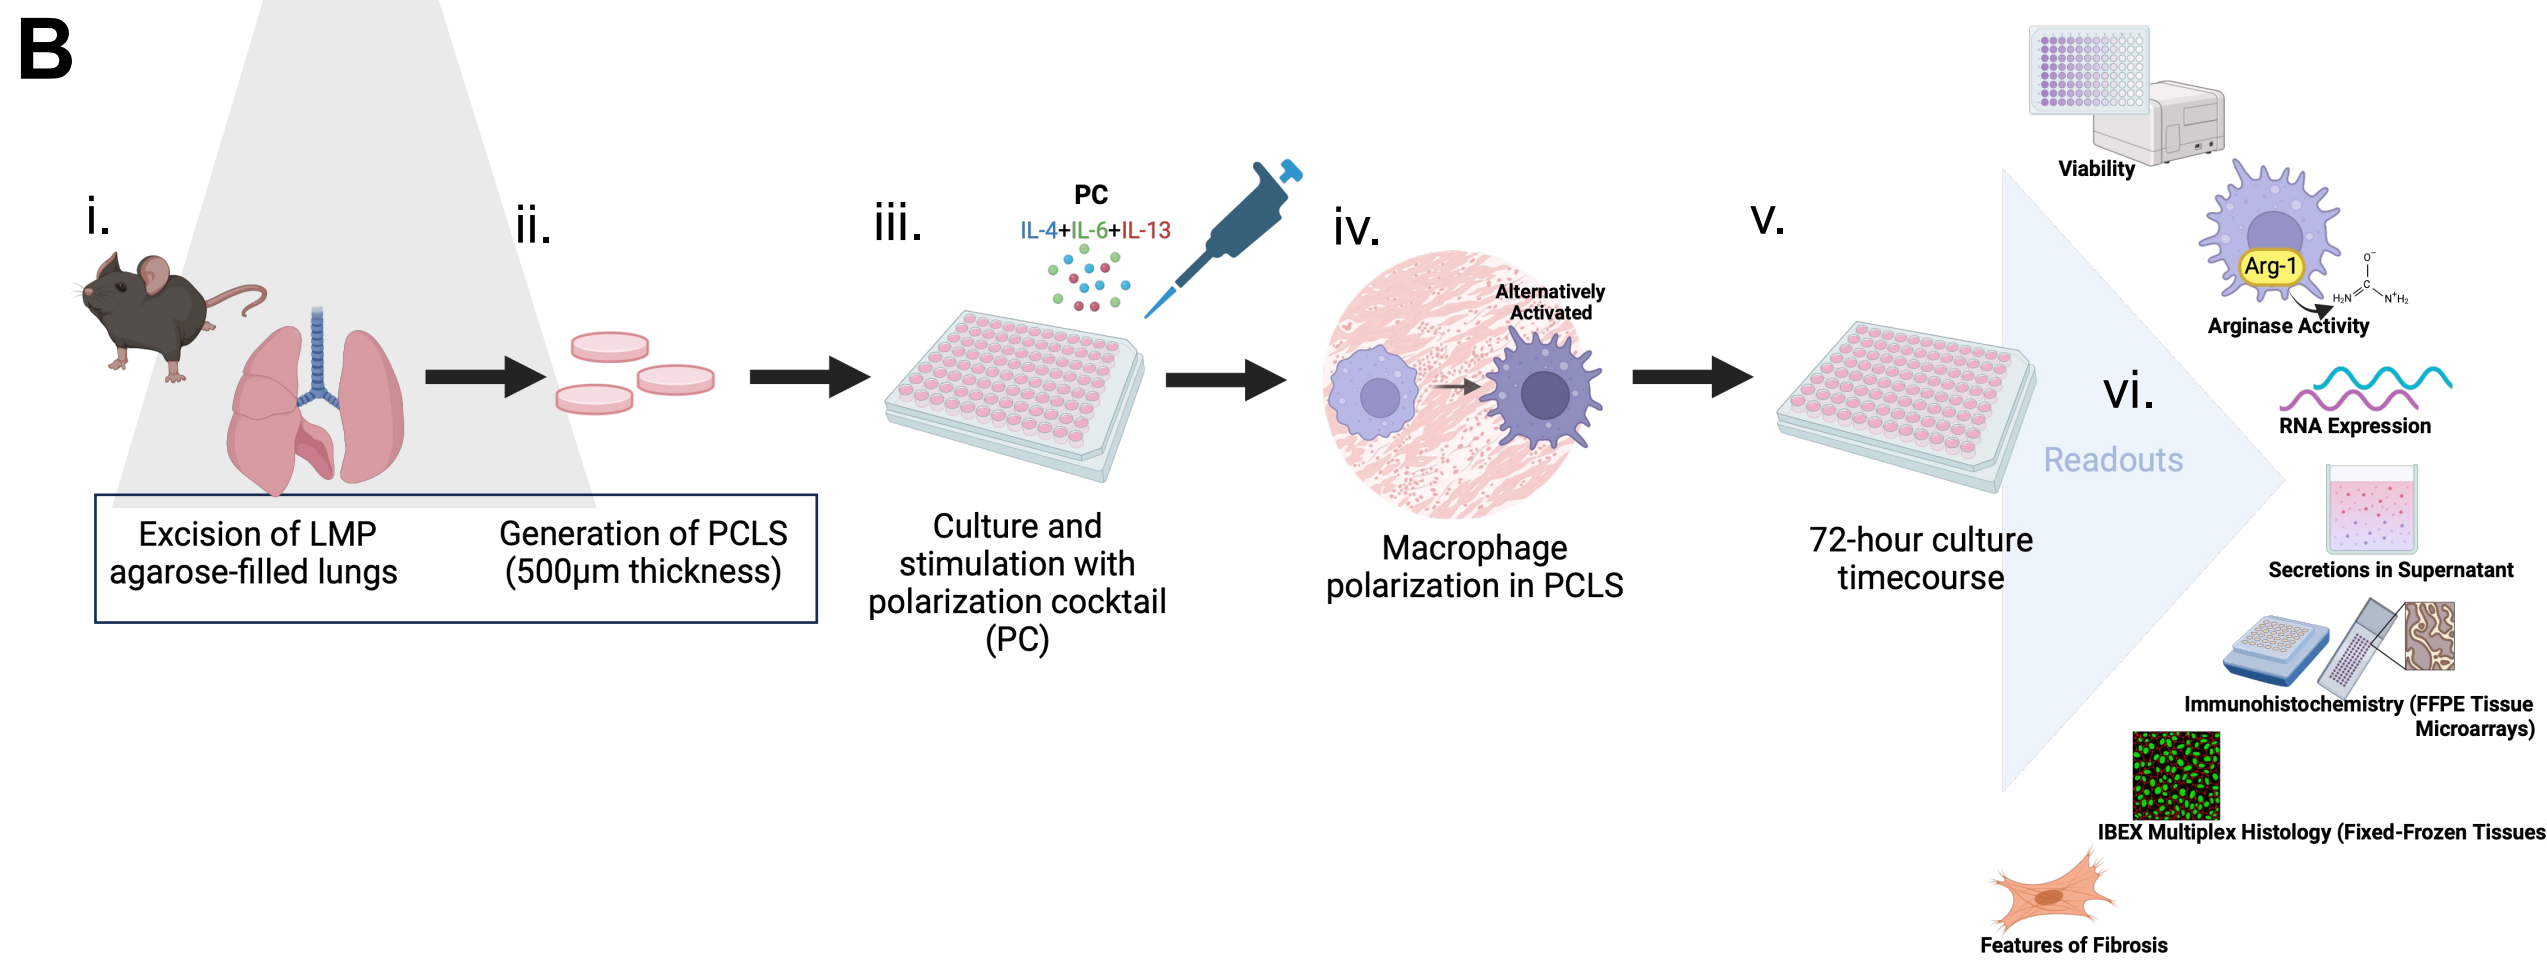 B
i.
ii.
iii.
PC
IL-4+IL-6+IL-13
iv.
Alternatively
Activated
v.
vi.
Readouts
Excision of LMP
agarose-filled lungs
Generation of PCLS
(500µm thickness)
Culture and
stimulation with
polarization cocktail
(PC)
Macrophage
polarization in PCLS
72-hour culture
timecourse
Viability
Arg-1
O⁻
C
H₂N
N⁺H₂
Arginase Activity
RNA Expression
Secretions in Supernatant
Immunohistochemistry (FFPE Tissue
Microarrays)
IBEX Multiplex Histology (Fixed-Frozen Tissues
Features of Fibrosis